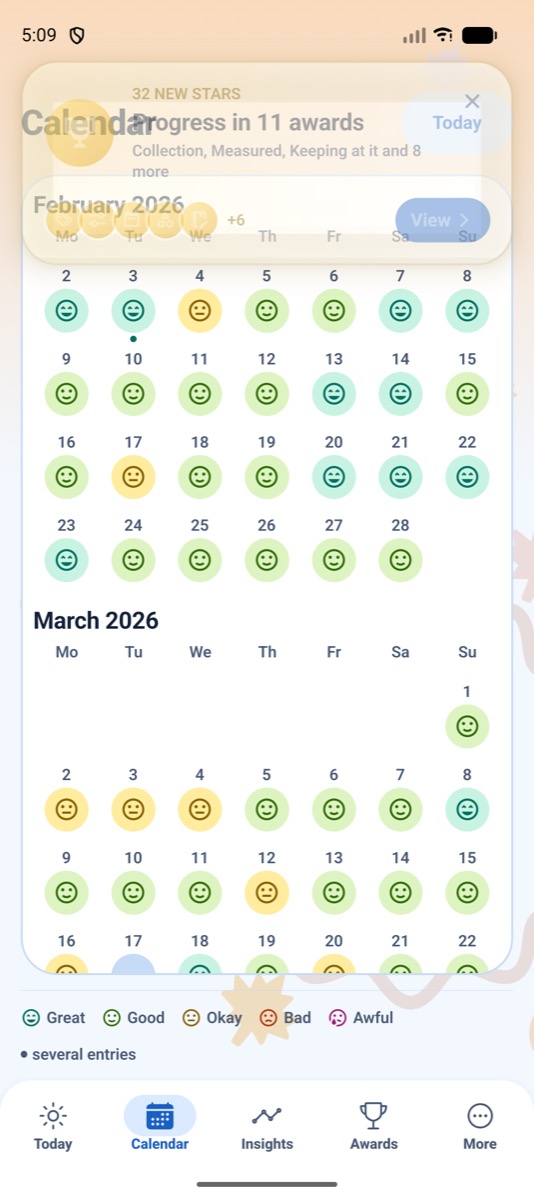 5:09
32 NEW STARS
Calendar
Progress in 11 awards
Today
Collection, Measured, Keeping at it and 8
more
February 2026
+6
View
Mo Tu We Th Fr Sa Su
2 3 4 5 6 7 8
9 10 11 12 13 14 15
16 17 18 19 20 21 22
23 24 25 26 27 28
March 2026
Mo Tu We Th Fr Sa Su
1
2 3 4 5 6 7 8
9 10 11 12 13 14 15
16 17 18 19 20 21 22
Great Good Okay Bad Awful
• several entries
Today Calendar Insights Awards More